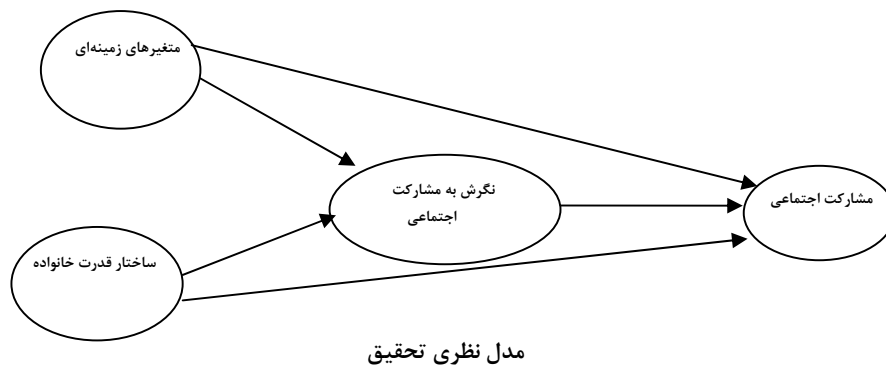 متغیرهای زمینه‌ای
نگرش به مشارکت
اجتماعی
مشارکت اجتماعی
ساختار قدرت خانواده
مدل نظری تحقیق